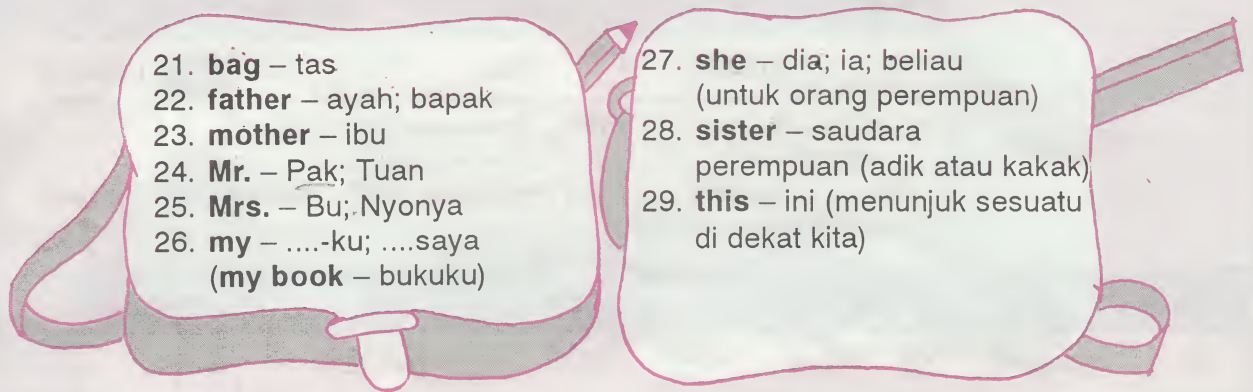 21. bag – tas
22. father – ayah; bapak
23. mother – ibu
24. Mr. – Pak; Tuan
25. Mrs. – Bu; Nyonya
26. my – ....-ku; ....saya
(my book – bukuku)
27. she – dia; ia; beliau
(untuk orang perempuan)
28. sister – saudara
perempuan (adik atau kakak)
29. this – ini (menunjuk sesuatu
di dekat kita)